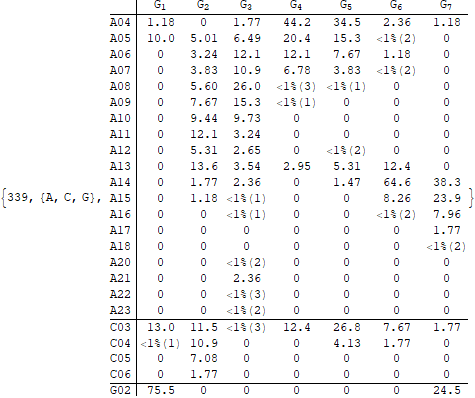 G1 G2 G3 G4 G5 G6 G7
A04 1.18 0 1.77 44.2 34.5 2.36 1.18
A05 10.0 5.01 6.49 20.4 15.3 <1%(2) 0
A06 0 3.24 12.1 12.1 7.67 1.18 0
A07 0 3.83 10.9 6.78 3.83 <1%(2) 0
A08 0 5.60 26.0 <1%(3) <1%(1) 0 0
A09 0 7.67 15.3 <1%(1) 0 0 0
A10 0 9.44 9.73 0 0 0 0
A11 0 12.1 3.24 0 0 0 0
A12 0 5.31 2.65 0 <1%(2) 0 0
A13 0 13.6 3.54 2.95 5.31 12.4 0
A14 0 1.77 2.36 0 1.47 64.6 38.3
{339, {A, C, G}, A15 0 1.18 <1%(1) 0 0 8.26 23.9 }
A16 0 0 <1%(1) 0 0 <1%(2) 7.96
A17 0 0 0 0 0 0 1.77
A18 0 0 0 0 0 0 <1%(2)
A20 0 0 <1%(2) 0 0 0 0
A21 0 0 2.36 0 0 0 0
A22 0 0 <1%(3) 0 0 0 0
A23 0 0 <1%(2) 0 0 0 0
C03 13.0 11.5 <1%(3) 12.4 26.8 7.67 1.77
C04 <1%(1) 10.9 0 0 4.13 1.77 0
C05 0 7.08 0 0 0 0 0
C06 0 1.77 0 0 0 0 0
G02 75.5 0 0 0 0 0 24.5